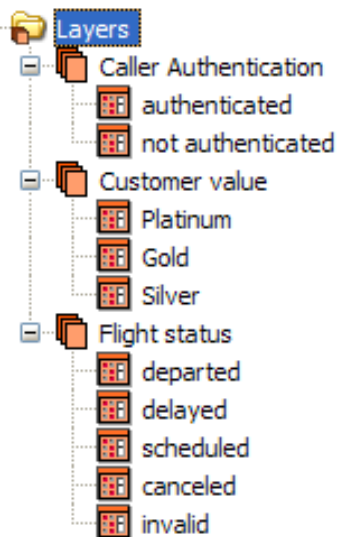 Layers
Caller Authentication
authenticated
not authenticated
Customer value
Platinum
Gold
Silver
Flight status
departed
delayed
scheduled
canceled
invalid